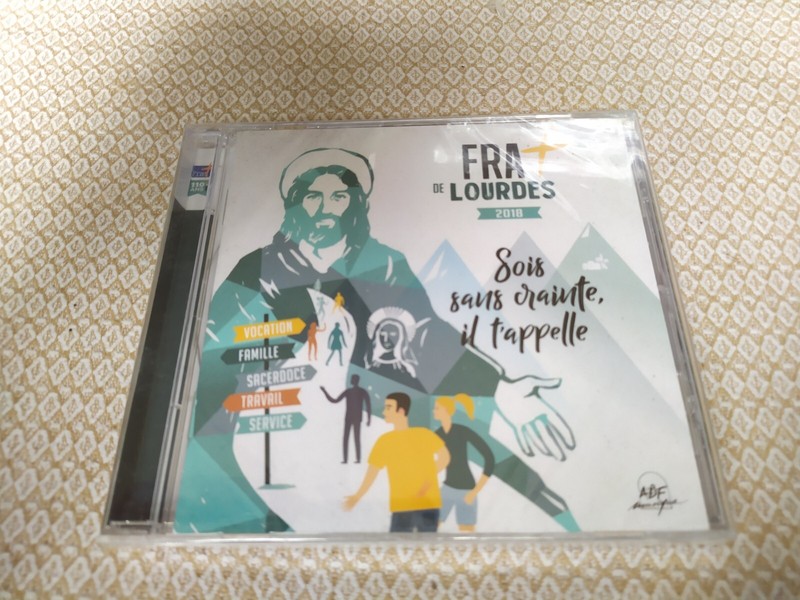 FRAT
DE LOURDES
2018
Sois
sans crainte,
il t'appelle
VOCATION
FAMILLE
SACERDOCE
TRAVAIL
SERVICE
ADF